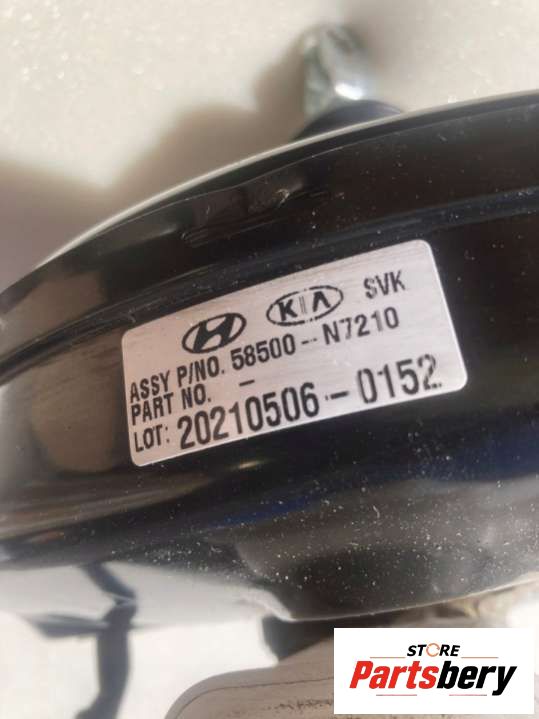 KIA SVK
ASSY P/NO. 58500-N7210
PART NO. -
LOT: 20210506-0152
STORE
Partsbery